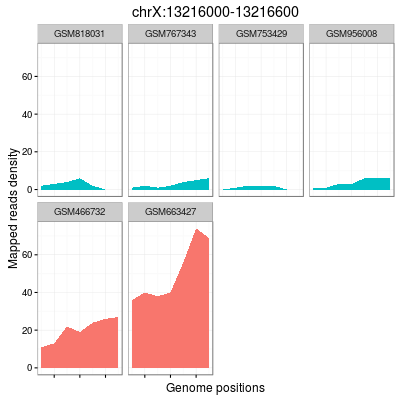 chrX:13216000-13216600
GSM818031 GSM767343 GSM753429 GSM956008
60
40
20
0
Mapped reads density
GSM466732 GSM663427
60
40
20
0
Genome positions